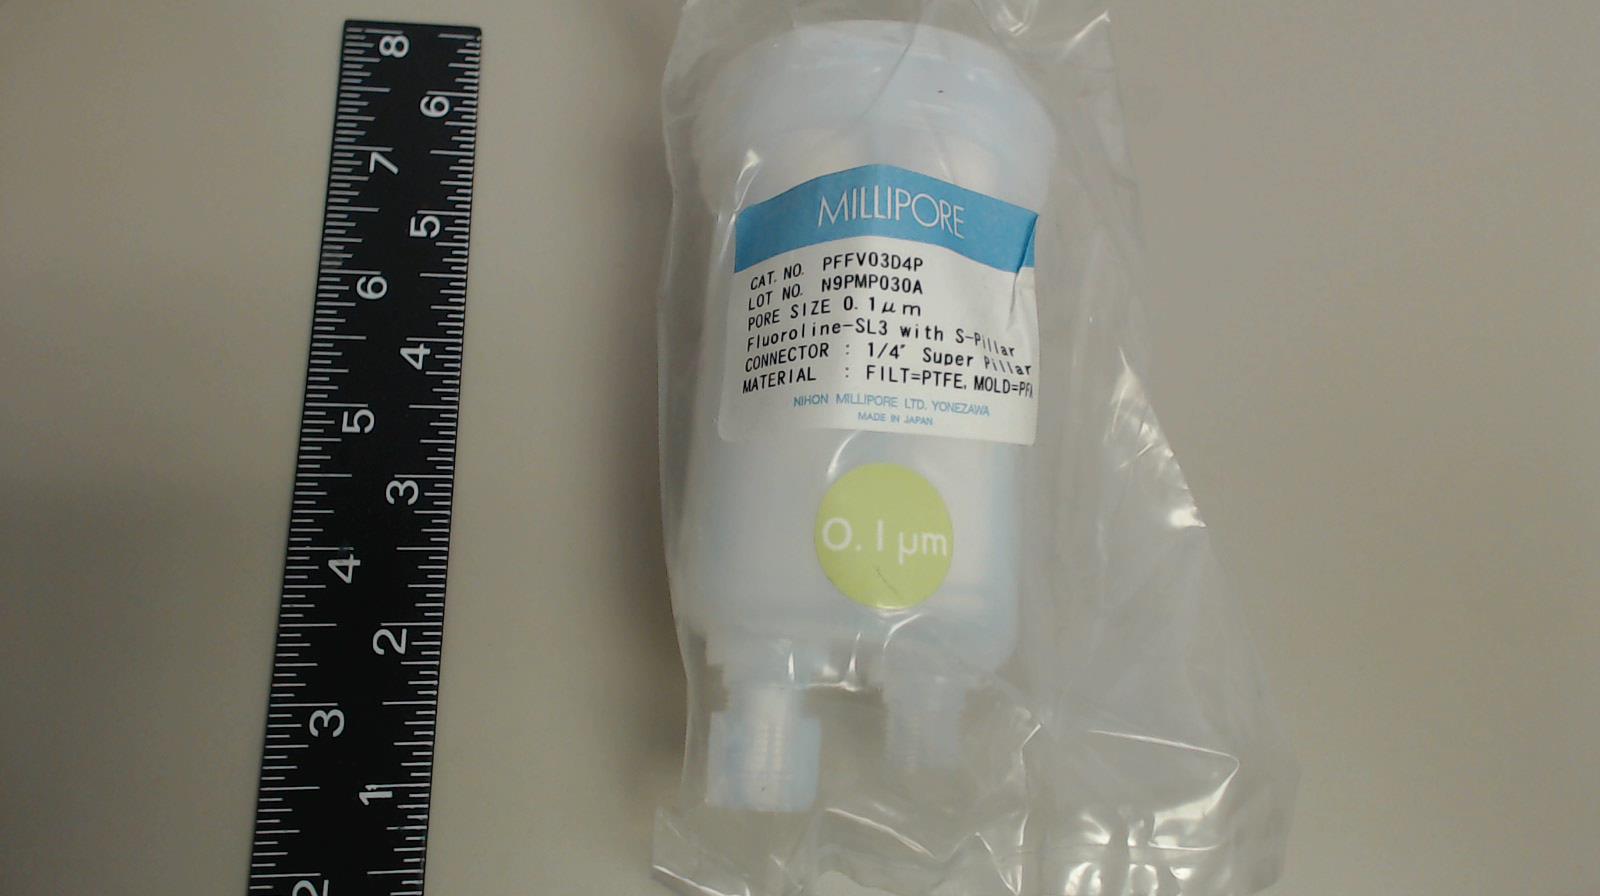 MILLIPORE
CAT. NO. PFFV03D4P
LOT NO. N9PMP030A
PORE SIZE 0.1μm
Fluoroline-SL3 with S-Pillar
CONNECTOR : 1/4" Super Pillar
MATERIAL : FILT=PTFE, MOLD=PFA
NIHON MILLIPORE LTD. YONEZAWA
MADE IN JAPAN
0.1 µm
8
7
6
5
4
3
2
6
5
4
3
2
1